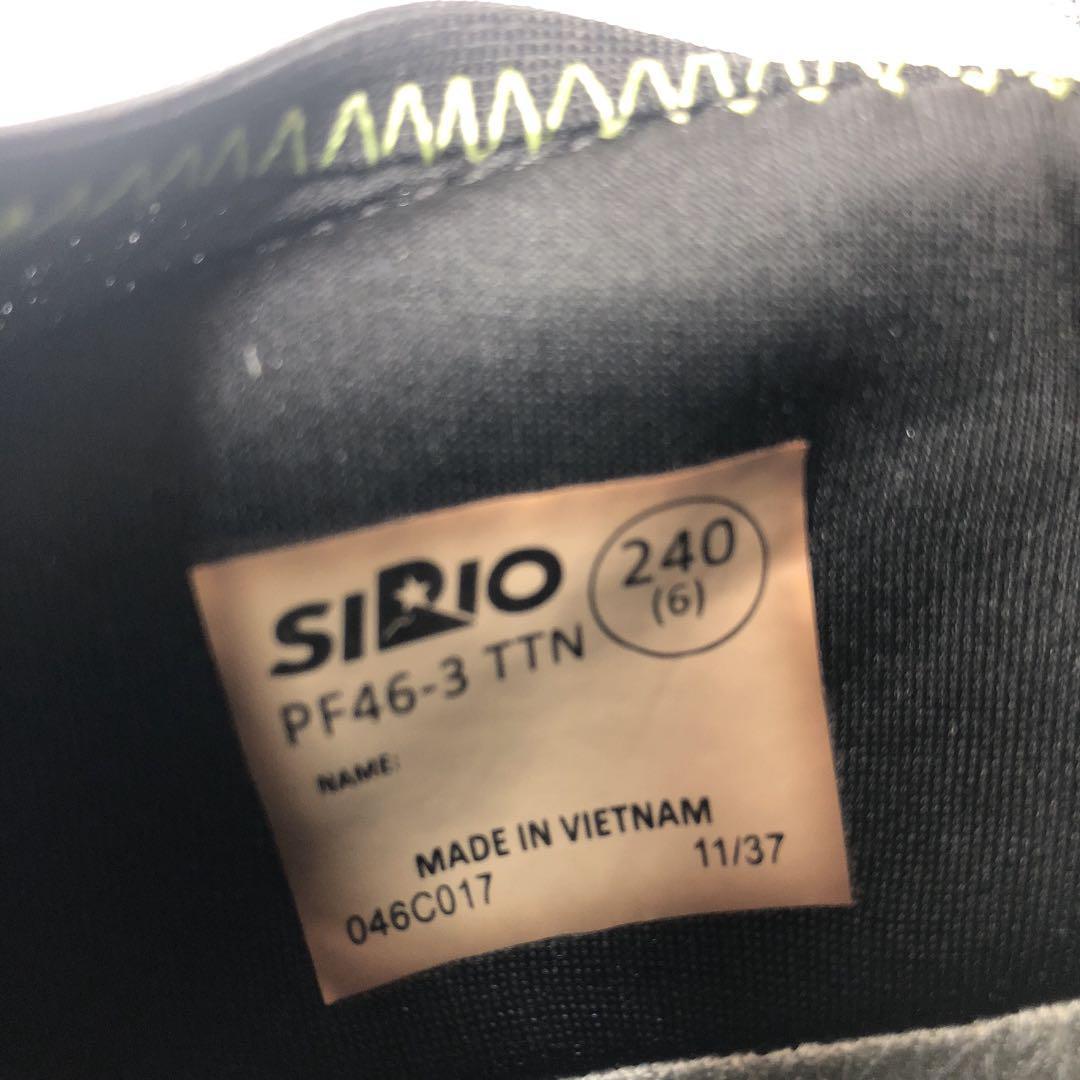 SIRIO
240
(6)
PF46-3 TTN
NAME:
MADE IN VIETNAM
11/37
046C017